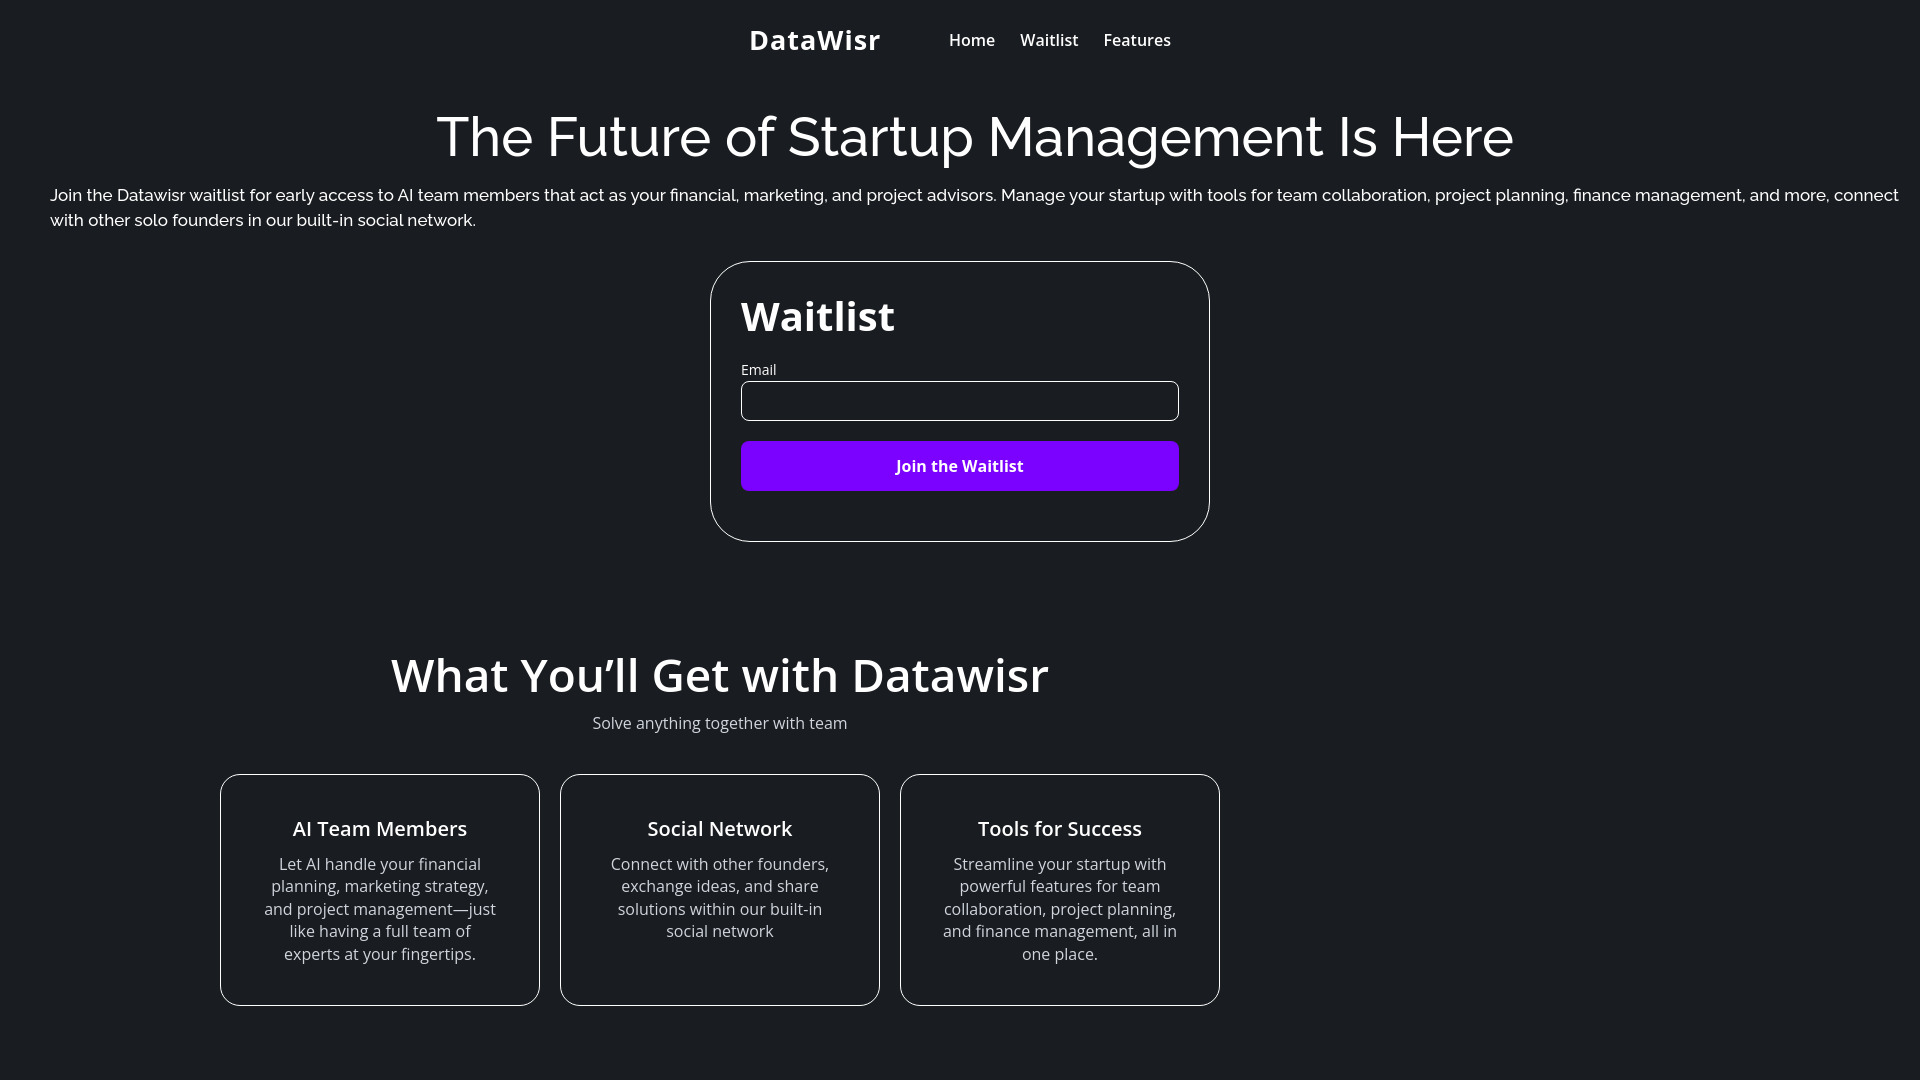 DataWisr
Home Waitlist Features
The Future of Startup Management Is Here
Join the Datawisr waitlist for early access to AI team members that act as your financial, marketing, and project advisors. Manage your startup with tools for team collaboration, project planning, finance management, and more, connect
with other solo founders in our built-in social network.
Waitlist
Email
Join the Waitlist
What You’ll Get with Datawisr
Solve anything together with team
AI Team Members
Let AI handle your financial
planning, marketing strategy,
and project management—just
like having a full team of
experts at your fingertips.
Social Network
Connect with other founders,
exchange ideas, and share
solutions within our built-in
social network
Tools for Success
Streamline your startup with
powerful features for team
collaboration, project planning,
and finance management, all in
one place.